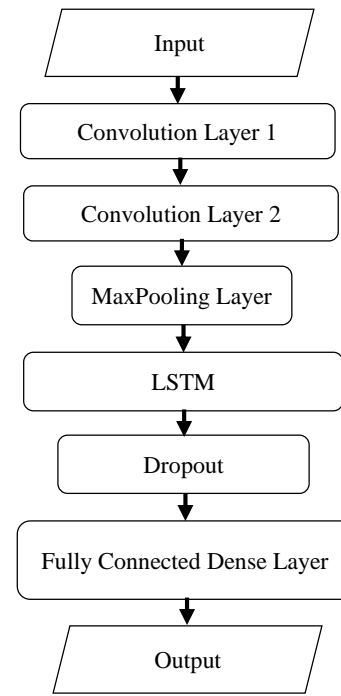 Input
Convolution Layer 1
Convolution Layer 2
MaxPooling Layer
LSTM
Dropout
Fully Connected Dense Layer
Output